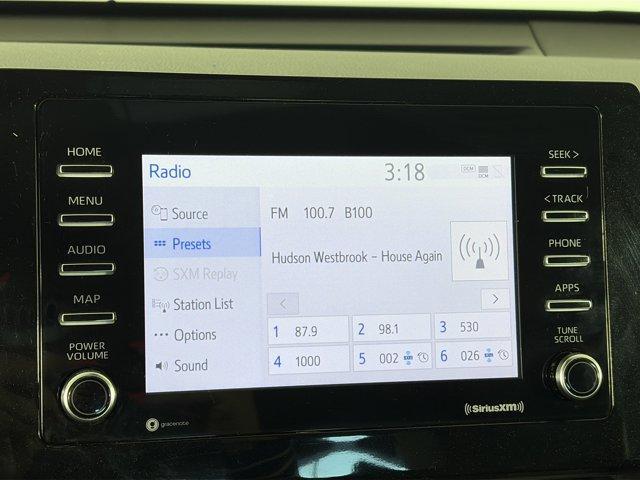 HOME
MENU
AUDIO
MAP
POWER
VOLUME
gracenote
Radio
3:18
DCM
DCM
Source
Presets
SXM Replay
Station List
Options
Sound
FM 100.7 B100
Hudson Westbrook – House Again
<
>
1 87.9
2 98.1
3 530
4 1000
5 002
6 026
SEEK >
< TRACK
PHONE
APPS
TUNE
SCROLL
((SiriusXM))